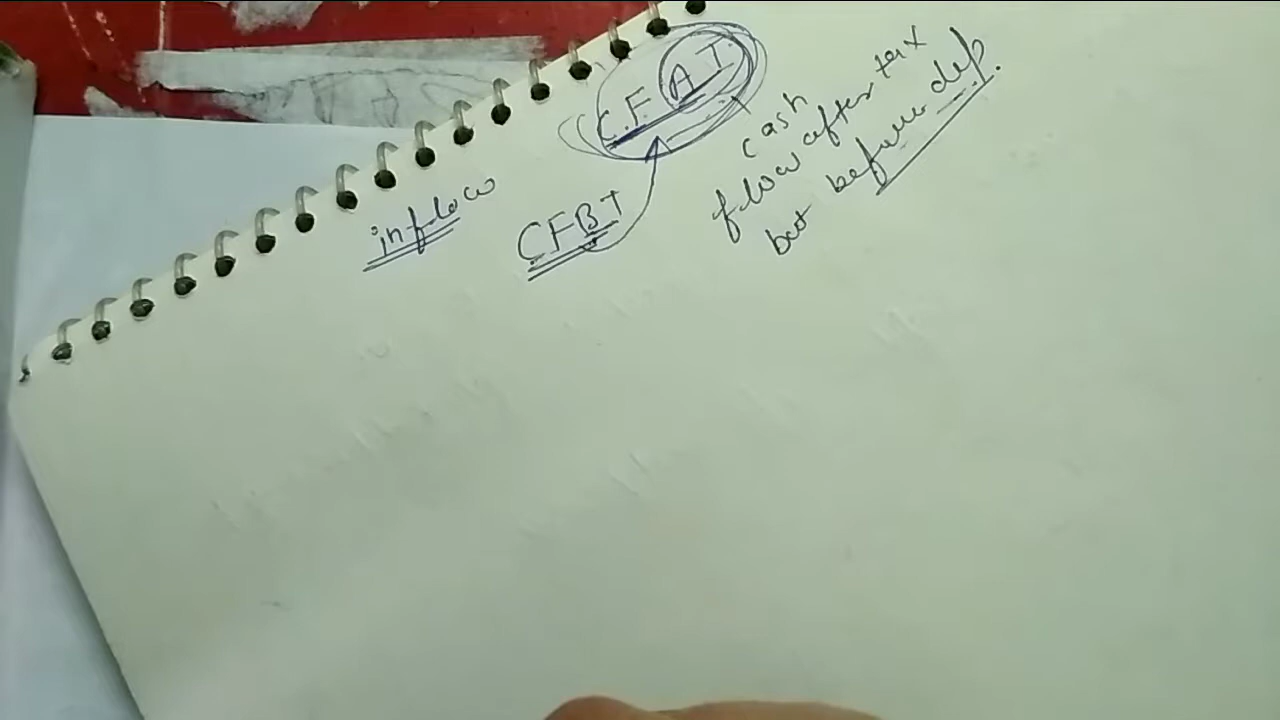 C.F.A.T
cash
flow after tax
but before dep.
inflow
CFBT